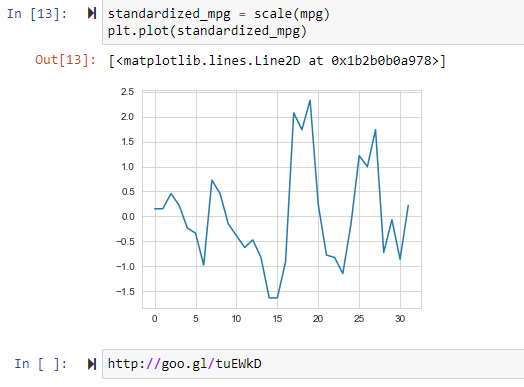 In [13]: standardized_mpg = scale(mpg)
plt.plot(standardized_mpg)
Out[13]: [<matplotlib.lines.Line2D at 0x1b2b0b0a978>]
2.5
2.0
1.5
1.0
0.5
0.0
−0.5
−1.0
−1.5
0 5 10 15 20 25 30
In [ ]: http://goo.gl/tuEWkD